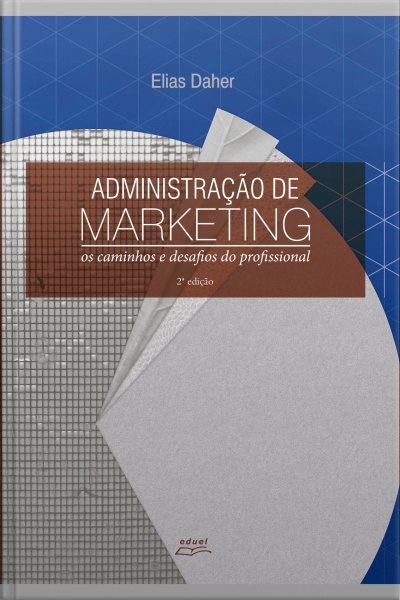 Elias Daher
ADMINISTRAÇÃO DE
MARKETING
os caminhos e desafios do profissional
2ª edição
eduel